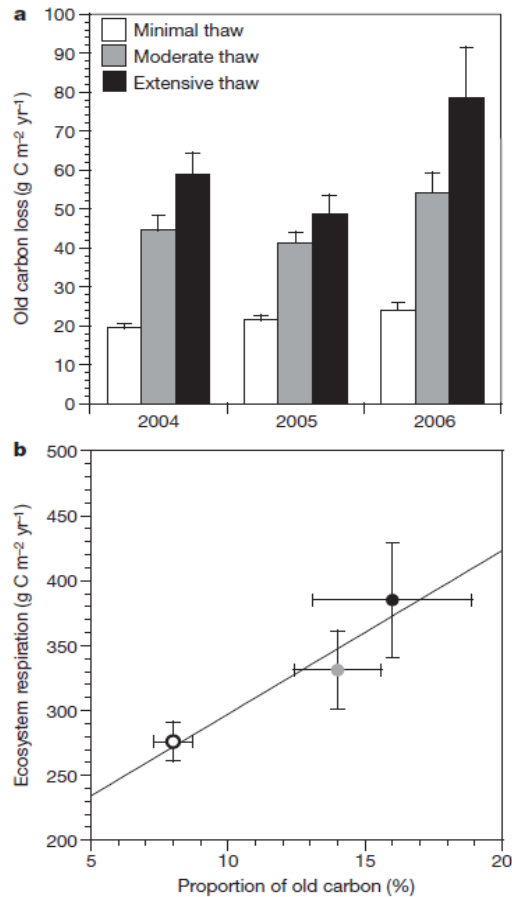 a
Minimal thaw
Moderate thaw
Extensive thaw
Old carbon loss (g C m⁻² yr⁻¹)
100
90
80
70
60
50
40
30
20
10
0
2004 2005 2006
b
Ecosystem respiration (g C m⁻² yr⁻¹)
500
450
400
350
300
250
200
5 10 15 20
Proportion of old carbon (%)